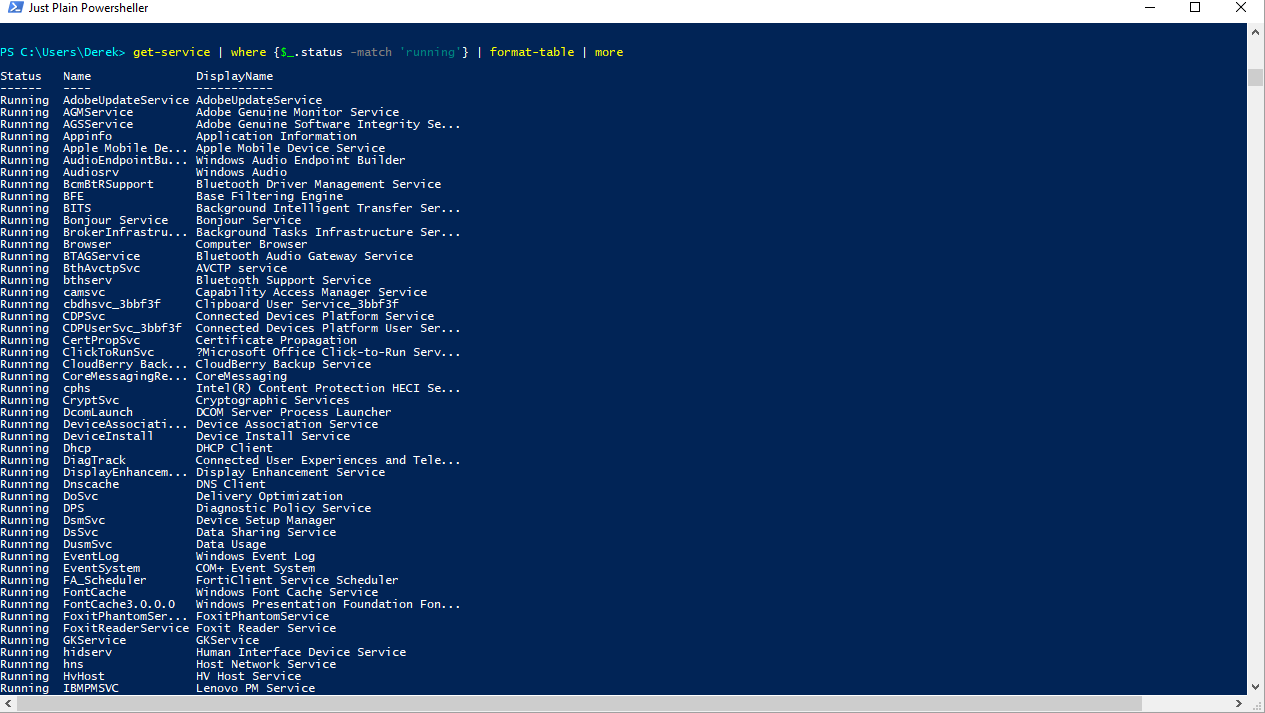 Just Plain Powersheller
PS C:\Users\Derek> get-service | where {$_.status -match 'running'} | format-table | more
Status   Name               DisplayName
------   ----               -----------
Running  AdobeUpdateService AdobeUpdateService
Running  AGMService         Adobe Genuine Monitor Service
Running  AGSService         Adobe Genuine Software Integrity Se...
Running  Appinfo            Application Information
Running  Apple Mobile De... Apple Mobile Device Service
Running  AudioEndpointBu... Windows Audio Endpoint Builder
Running  Audiosrv           Windows Audio
Running  BcmBtRSupport      Bluetooth Driver Management Service
Running  BFE                Base Filtering Engine
Running  BITS               Background Intelligent Transfer Ser...
Running  Bonjour Service    Bonjour Service
Running  BrokerInfrastru... Background Tasks Infrastructure Ser...
Running  Browser            Computer Browser
Running  BTAGService        Bluetooth Audio Gateway Service
Running  BthAvctpSvc        AVCTP service
Running  bthserv            Bluetooth Support Service
Running  camsvc             Capability Access Manager Service
Running  cbdhsvc_3bbf3f     Clipboard User Service_3bbf3f
Running  CDPSvc             Connected Devices Platform Service
Running  CDPUserSvc_3bbf3f  Connected Devices Platform User Ser...
Running  CertPropSvc        Certificate Propagation
Running  ClickToRunSvc      ?Microsoft Office Click-to-Run Serv...
Running  CloudBerry Back... CloudBerry Backup Service
Running  CoreMessagingRe... CoreMessaging
Running  cphs               Intel(R) Content Protection HECI Se...
Running  CryptSvc           Cryptographic Services
Running  DcomLaunch         DCOM Server Process Launcher
Running  DeviceAssociati... Device Association Service
Running  DeviceInstall      Device Install Service
Running  Dhcp               DHCP Client
Running  DiagTrack          Connected User Experiences and Tele...
Running  DisplayEnhancem... Display Enhancement Service
Running  Dnscache           DNS Client
Running  DoSvc              Delivery Optimization
Running  DPS                Diagnostic Policy Service
Running  DsmSvc             Device Setup Manager
Running  DsSvc              Data Sharing Service
Running  DusmSvc            Data Usage
Running  EventLog           Windows Event Log
Running  EventSystem        COM+ Event System
Running  FA_Scheduler       FortiClient Service Scheduler
Running  FontCache          Windows Font Cache Service
Running  FontCache3.0.0.0   Windows Presentation Foundation Fon...
Running  FoxitPhantomSer... FoxitPhantomService
Running  FoxitReaderService Foxit Reader Service
Running  GKService          GKService
Running  hidserv            Human Interface Device Service
Running  hns                Host Network Service
Running  HvHost             HV Host Service
Running  IBMPMSVC           Lenovo PM Service